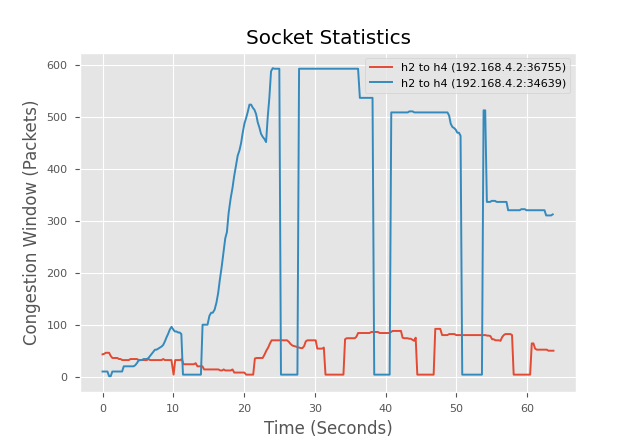 Socket Statistics
h2 to h4 (192.168.4.2:36755)
h2 to h4 (192.168.4.2:34639)
Congestion Window (Packets)
600
500
400
300
200
100
0
0 10 20 30 40 50 60
Time (Seconds)